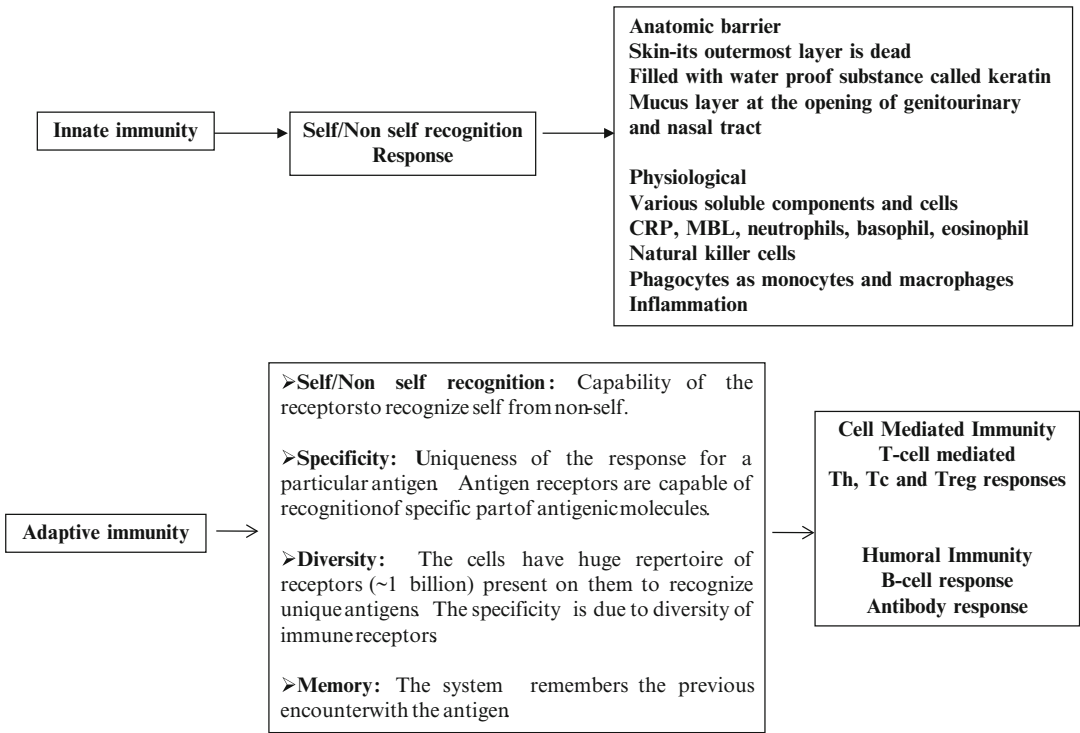 Innate immunity
Self/Non self recognition
Response
Anatomic barrier
Skin-its outermost layer is dead
Filled with water proof substance called keratin
Mucus layer at the opening of genitourinary
and nasal tract
Physiological
Various soluble components and cells
CRP, MBL, neutrophils, basophil, eosinophil
Natural killer cells
Phagocytes as monocytes and macrophages
Inflammation
Adaptive immunity
➢Self/Non self recognition: Capability of the
receptorsto recognize self from non-self.
➢Specificity: Uniqueness of the response for a
particular antigen. Antigen receptors are capable of
recognitionof specific part of antigenic molecules.
➢Diversity: The cells have huge repertoire of
receptors (~1 billion) present on them to recognize
unique antigens. The specificity is due to diversity of
immune receptors
➢Memory: The system remembers the previous
encounterwith the antigen
Cell Mediated Immunity
T-cell mediated
Th, Tc and Treg responses
Humoral Immunity
B-cell response
Antibody response